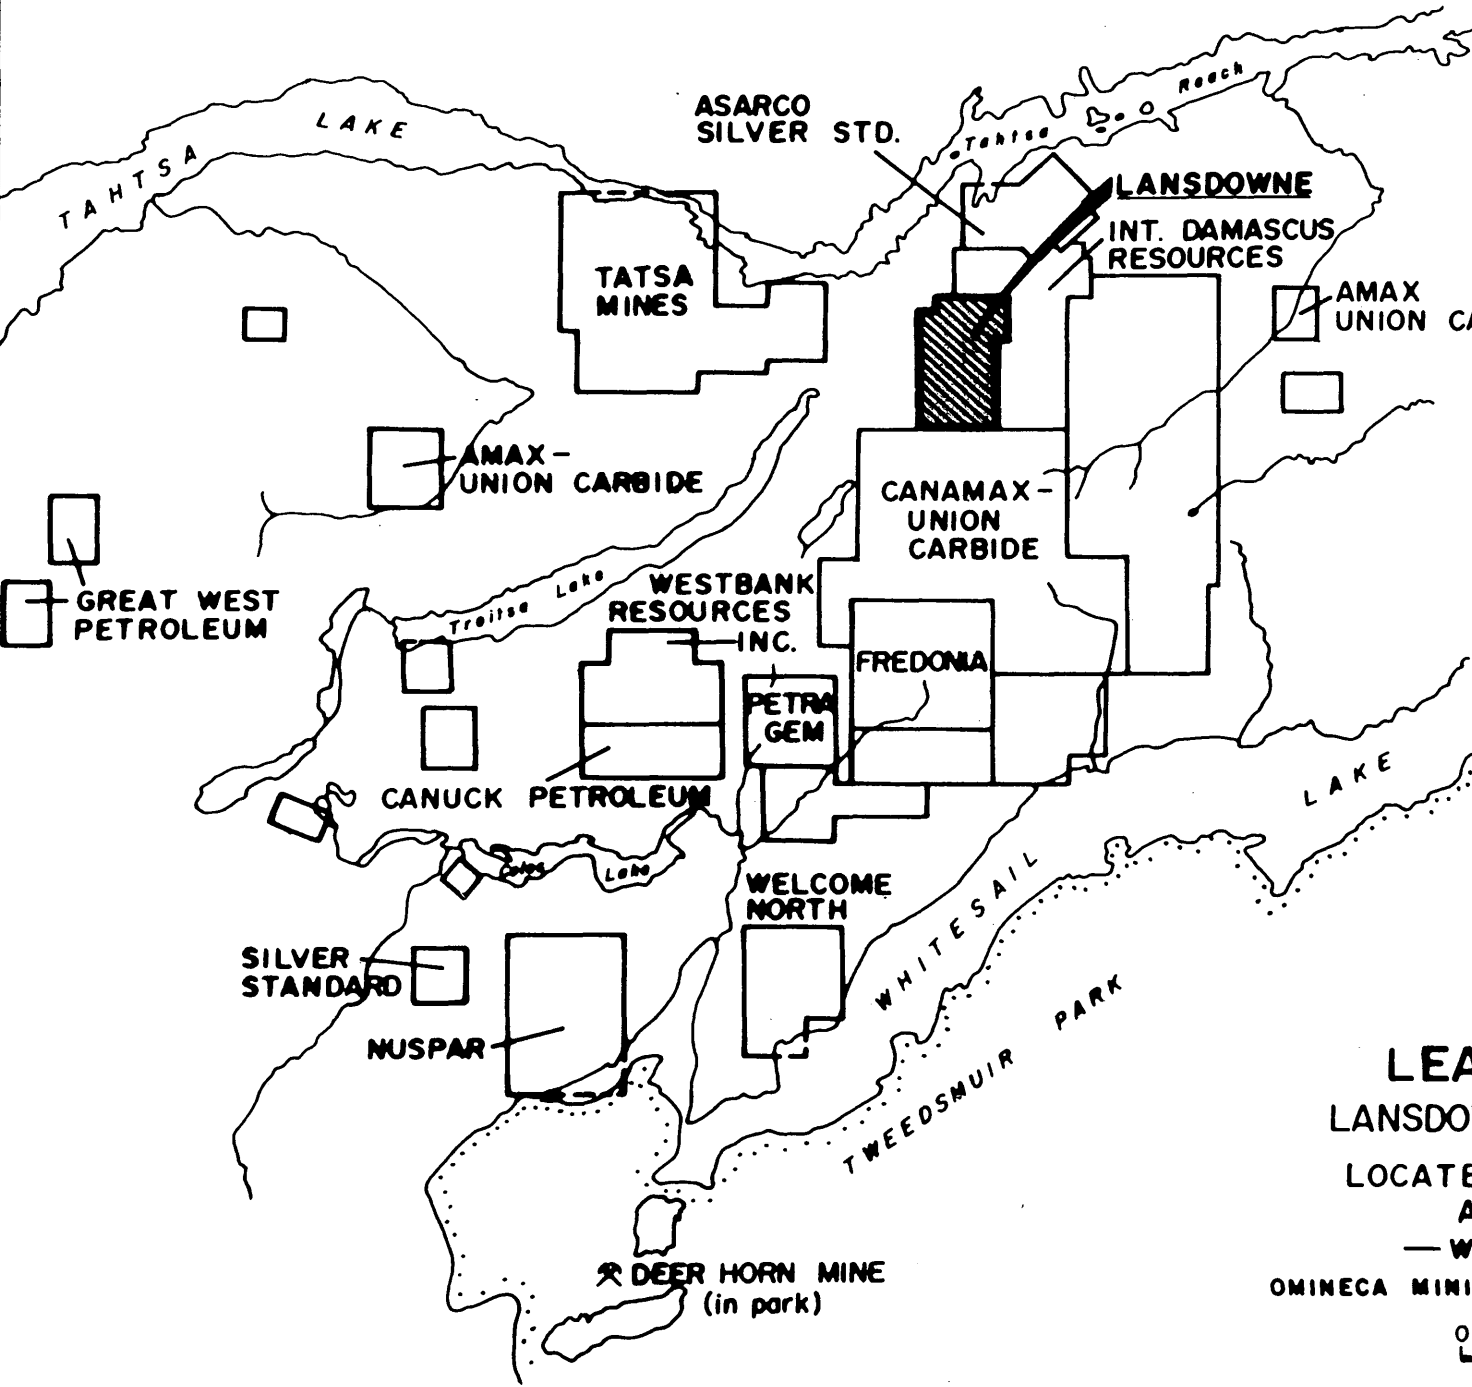 Reach
ASARCO
SILVER STD.
Tahtsa
LAKE
TAHTSA
LANSDOWNE
INT. DAMASCUS
RESOURCES
TATSA
MINES
AMAX
UNION CA
AMAX-
UNION CARBIDE
CANAMAX-
UNION
CARBIDE
GREAT WEST
PETROLEUM
Troitsa Lake
WESTBANK
RESOURCES
INC.
FREDONIA
PETRA
GEM
CANUCK PETROLEUM
LAKE
Coles Lake
WELCOME
NORTH
WHITESAIL
SILVER
STANDARD
NUSPAR
TWEEDSMUIR PARK
LEA
LANSDO
LOCATE
A
— W
OMINECA MINI
DEER HORN MINE
(in park)